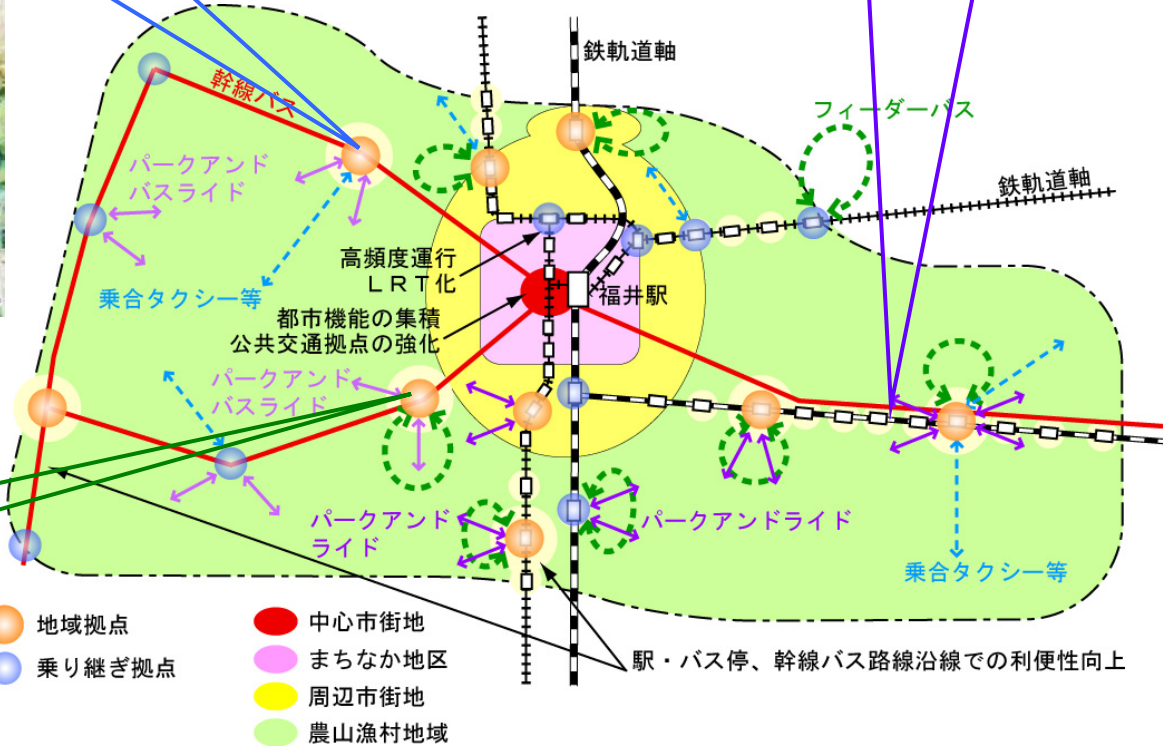 鉄軌道軸
幹線バス
フィーダーバス
パークアンド
バスライド
鉄軌道軸
高頻度運行
ＬＲＴ化
乗合タクシー等
福井駅
都市機能の集積
公共交通拠点の強化
パークアンド
バスライド
パークアンド
ライド
パークアンドライド
乗合タクシー等
地域拠点
中心市街地
乗り継ぎ拠点
まちなか地区
駅・バス停、幹線バス路線沿線での利便性向上
周辺市街地
農山漁村地域